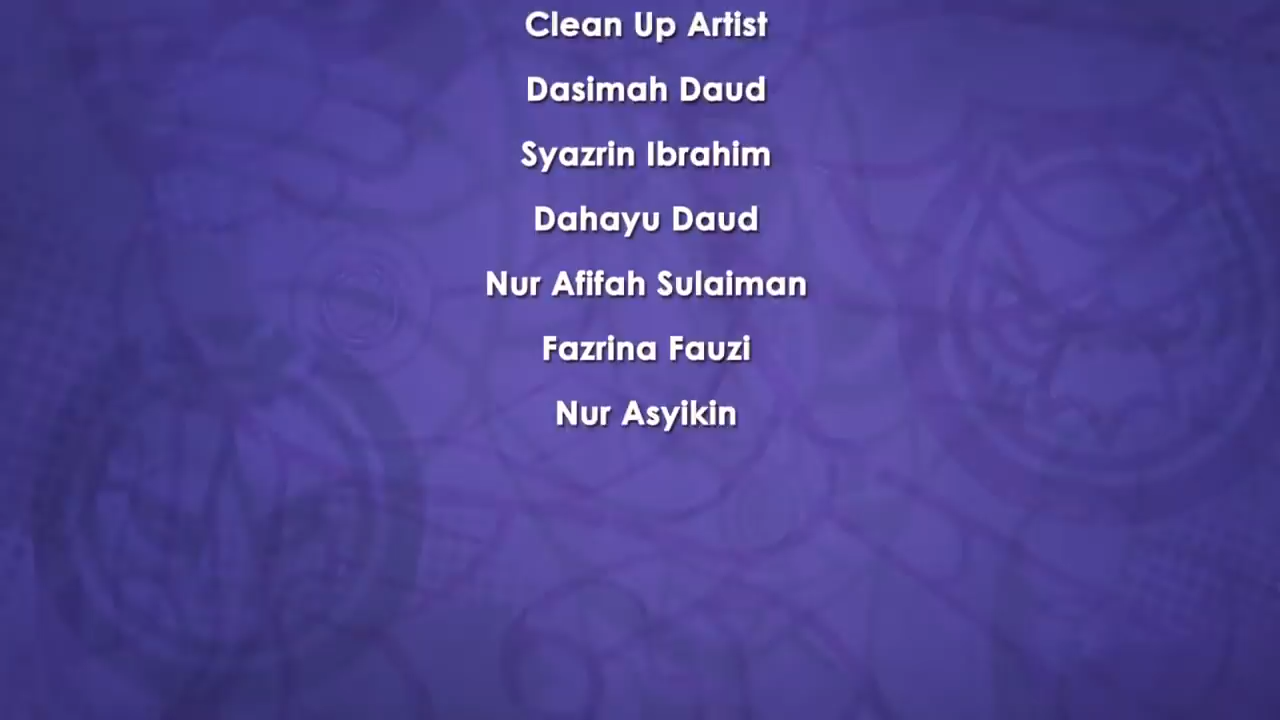 Clean Up Artist
Dasimah Daud
Syazrin Ibrahim
Dahayu Daud
Nur Afifah Sulaiman
Fazrina Fauzi
Nur Asyikin